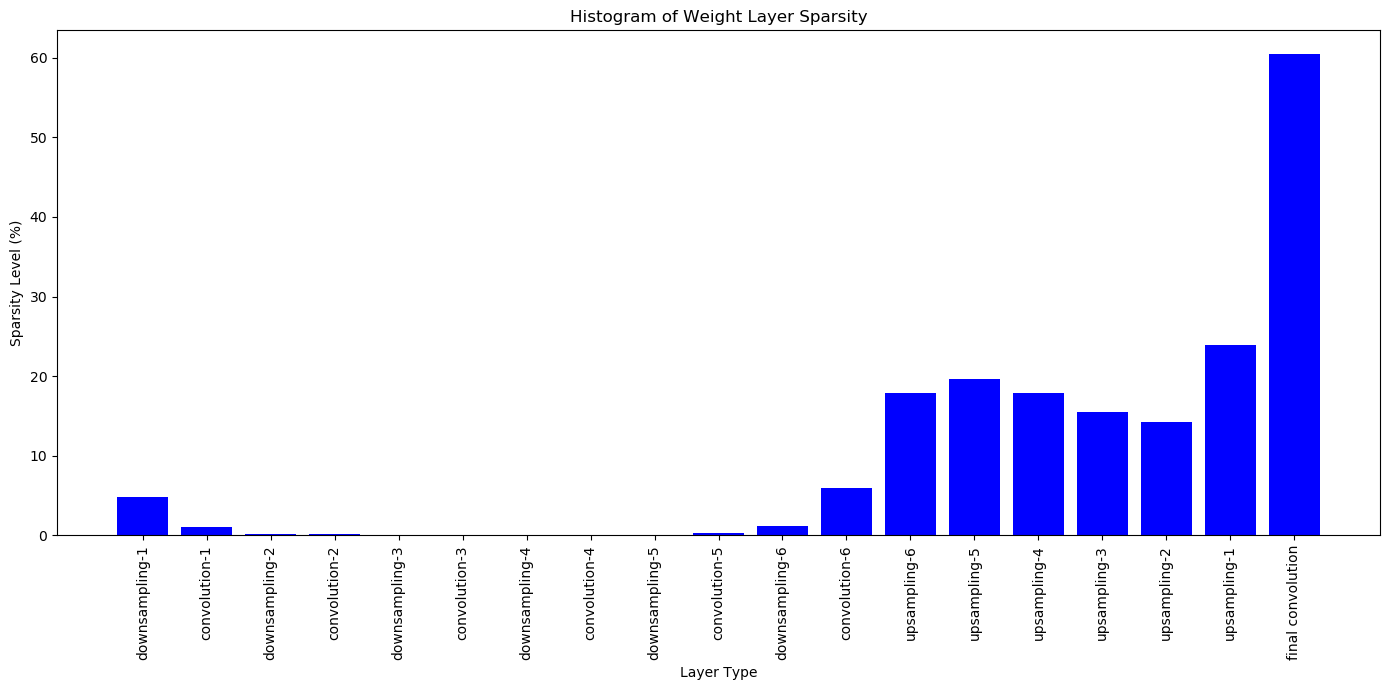 Histogram of Weight Layer Sparsity
Sparsity Level (%)
60
50
40
30
20
10
0
downsampling-1
convolution-1
downsampling-2
convolution-2
downsampling-3
convolution-3
downsampling-4
convolution-4
downsampling-5
convolution-5
downsampling-6
convolution-6
upsampling-6
upsampling-5
upsampling-4
upsampling-3
upsampling-2
upsampling-1
final convolution
Layer Type